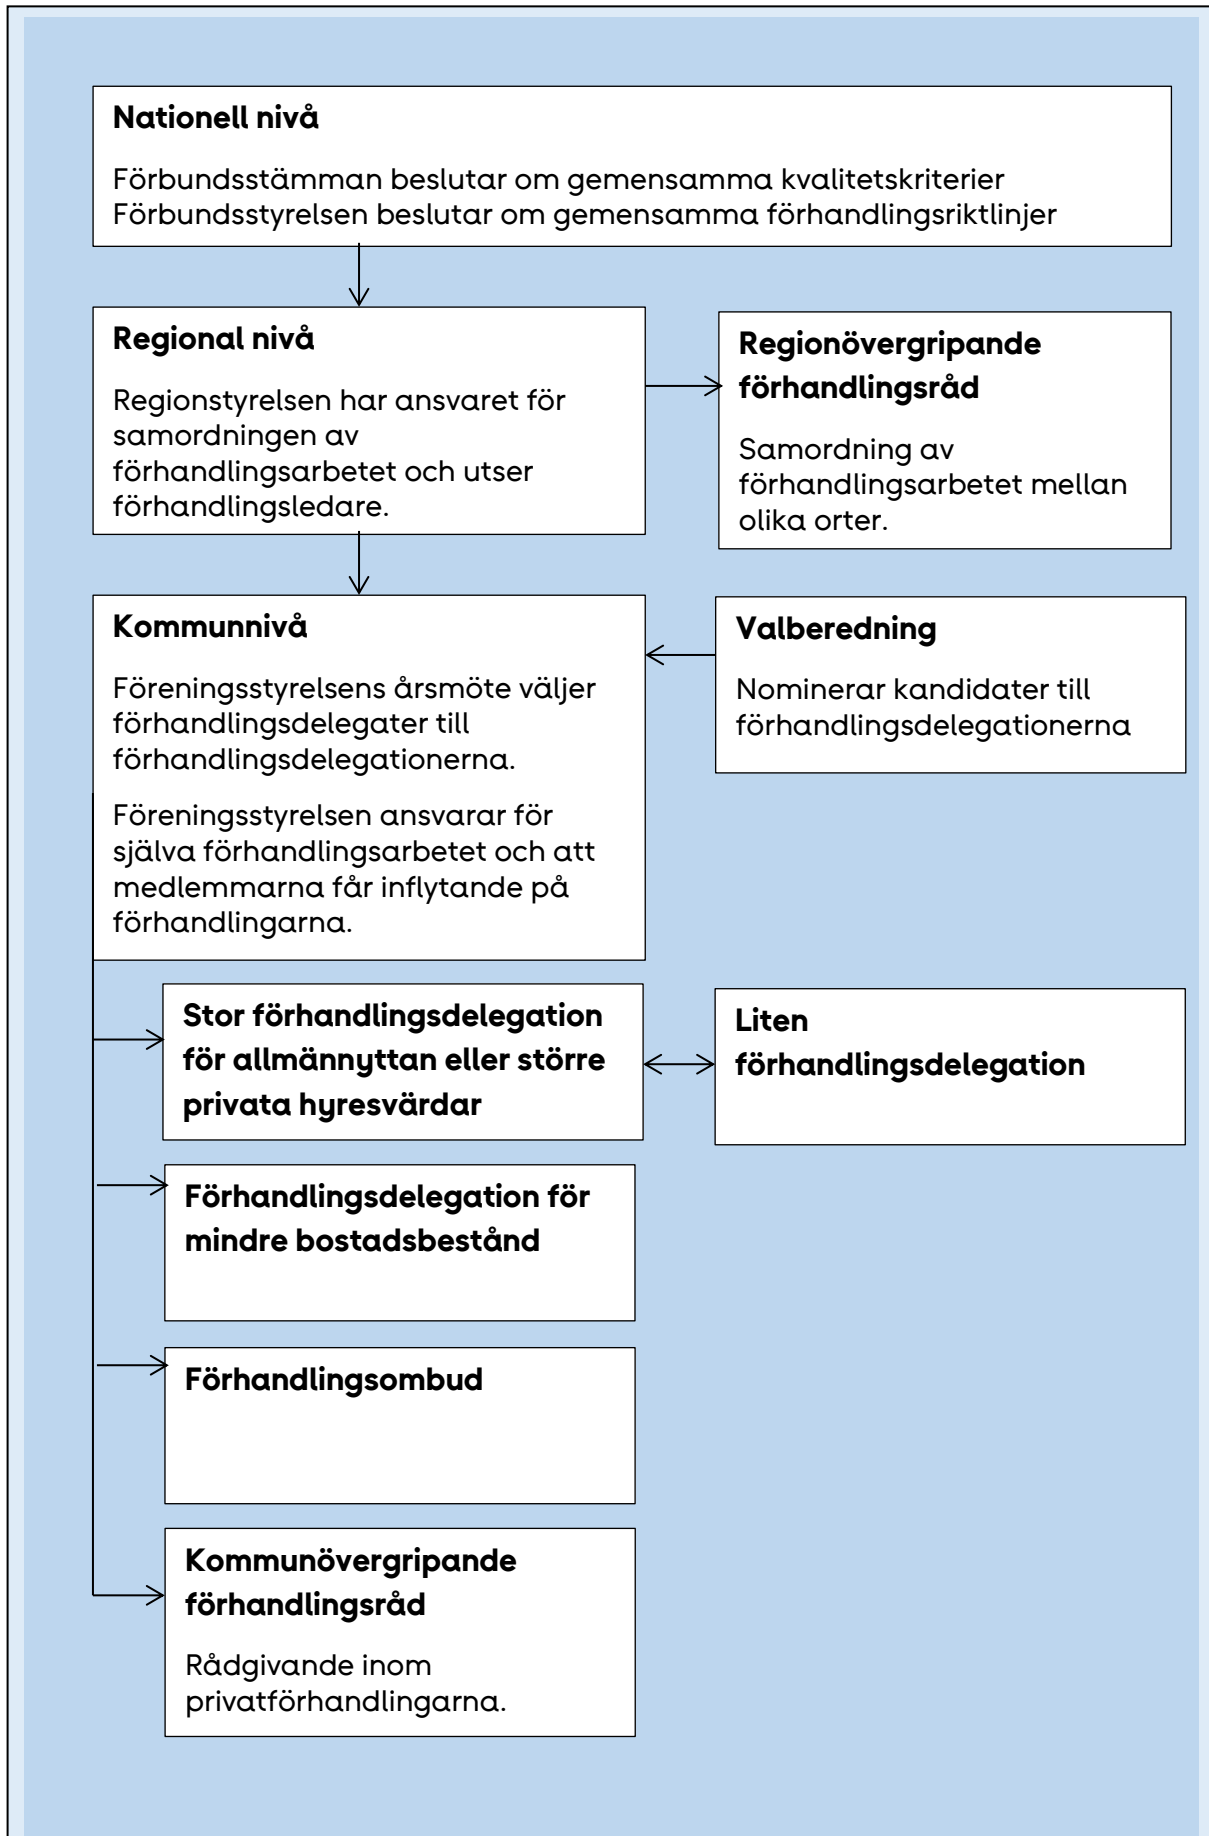 Nationell nivå
Förbundsstämman beslutar om gemensamma kvalitetskriterier
Förbundsstyrelsen beslutar om gemensamma förhandlingsriktlinjer
Regional nivå
Regionstyrelsen har ansvaret för
samordningen av
förhandlingsarbetet och utser
förhandlingsledare.
Regionövergripande
förhandlingsråd
Samordning av
förhandlingsarbetet mellan
olika orter.
Kommunnivå
Föreningsstyrelsens årsmöte väljer
förhandlingsdelegater till
förhandlingsdelegationerna.
Föreningsstyrelsen ansvarar för
själva förhandlingsarbetet och att
medlemmarna får inflytande på
förhandlingarna.
Valberedning
Nominerar kandidater till
förhandlingsdelegationerna
Stor förhandlingsdelegation
för allmännyttan eller större
privata hyresvärdar
Liten
förhandlingsdelegation
Förhandlingsdelegation för
mindre bostadsbestånd
Förhandlingsombud
Kommunövergripande
förhandlingsråd
Rådgivande inom
privatförhandlingarna.